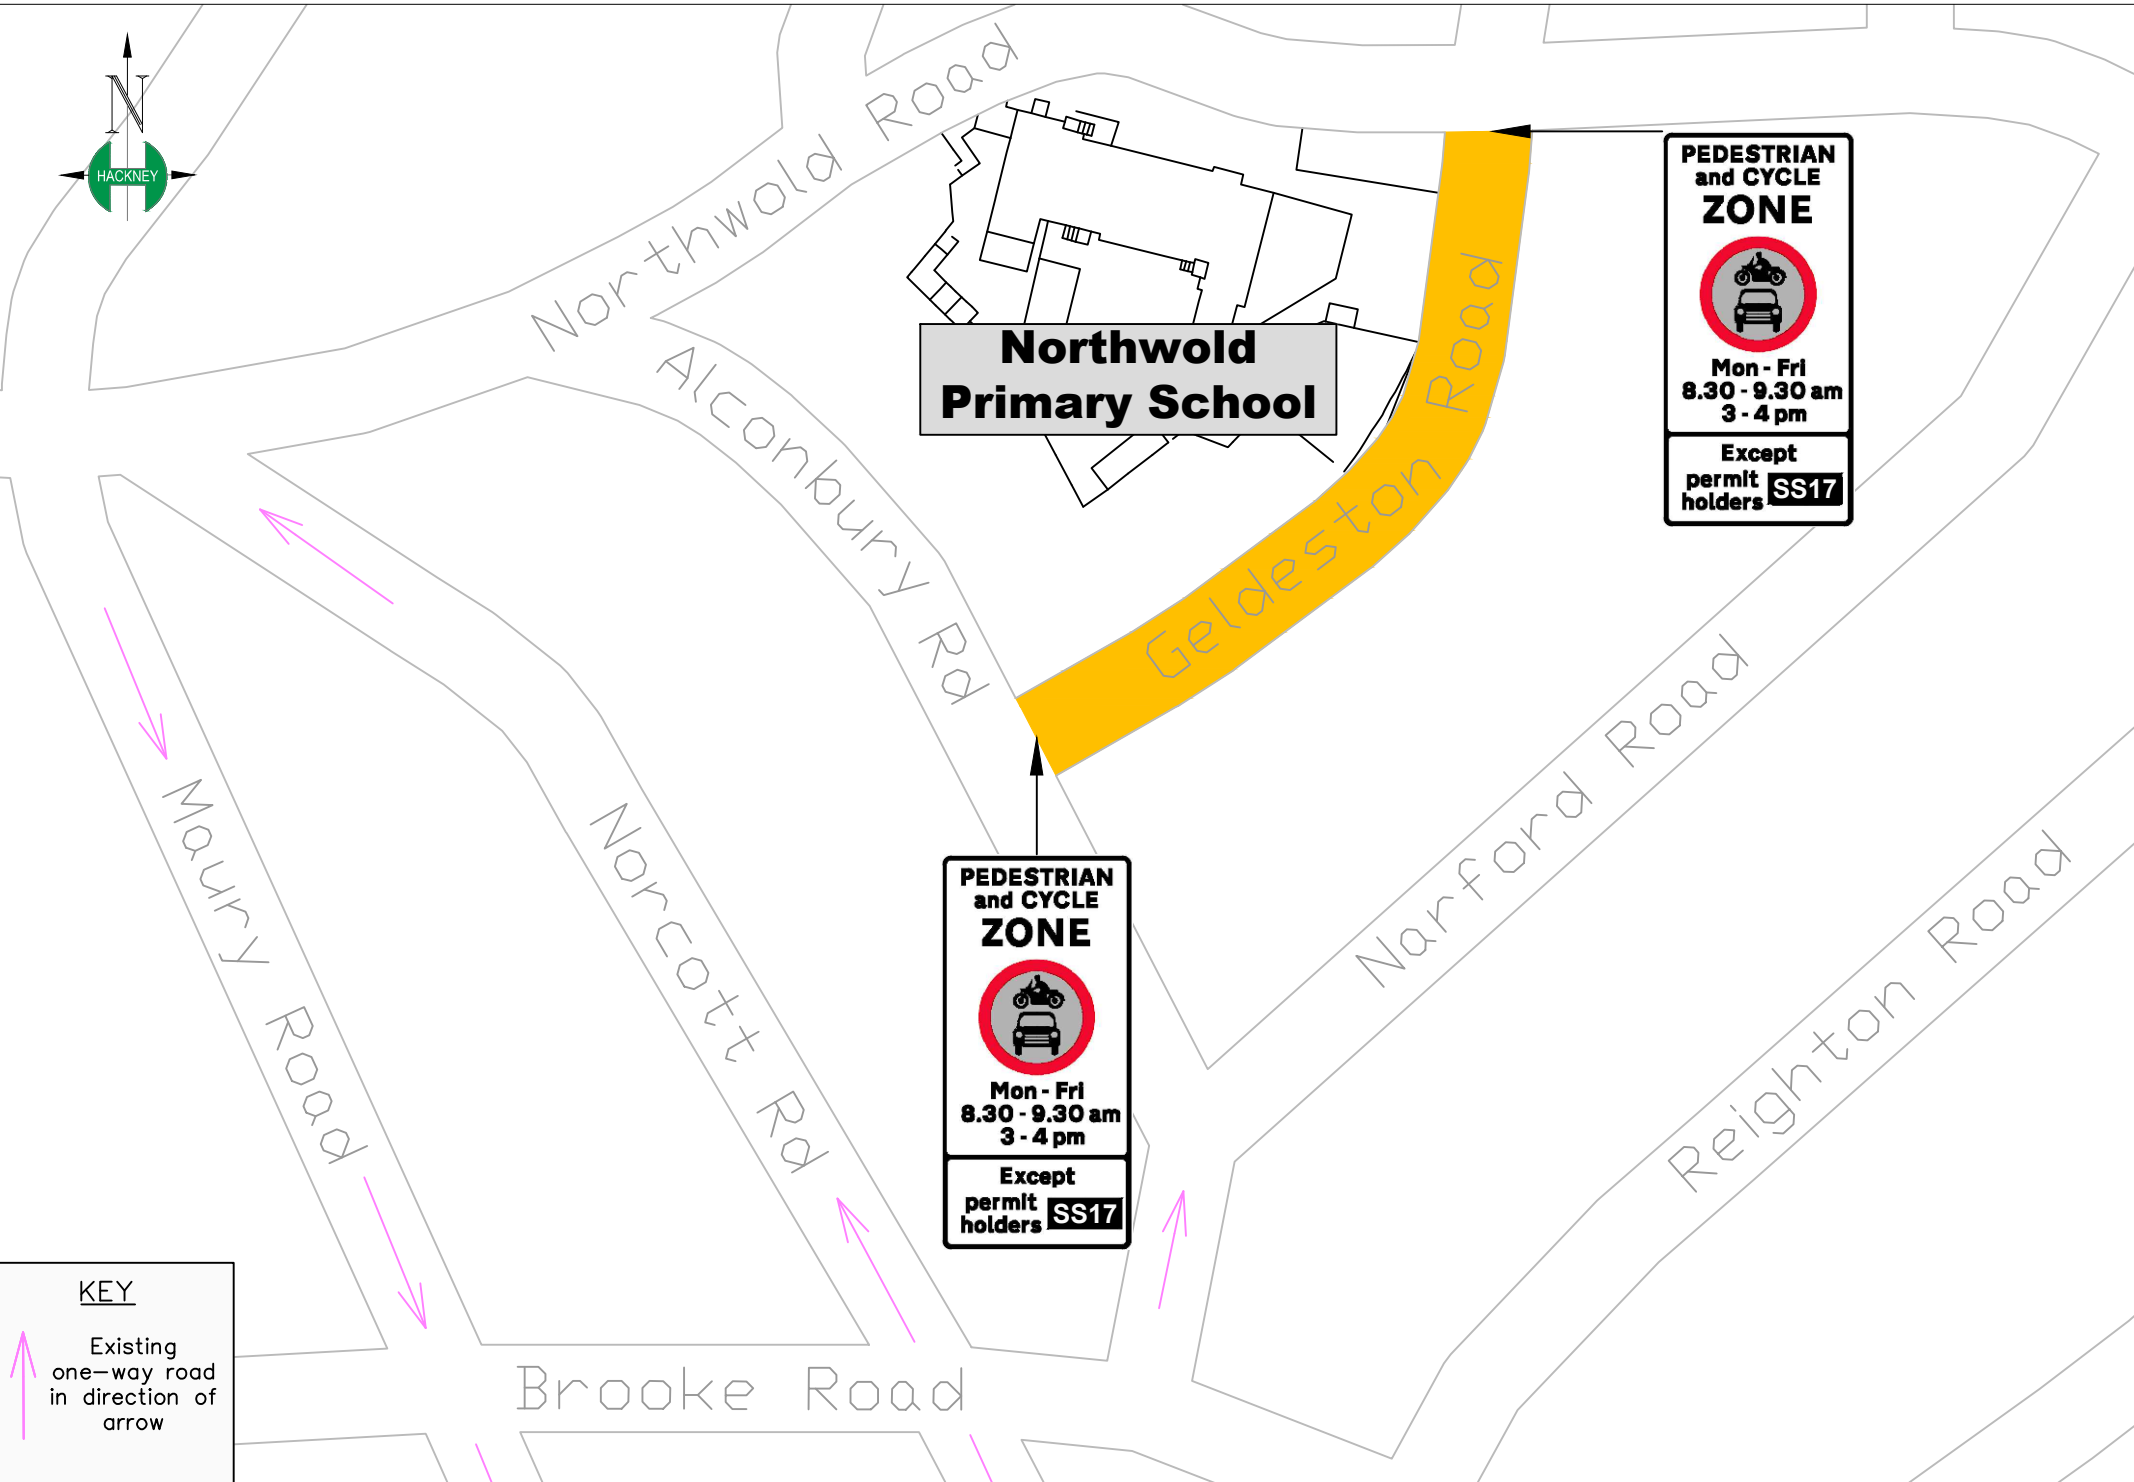 N
HACKNEY
Northwold Road
PEDESTRIAN
and CYCLE
ZONE
Mon - Fri
8.30 - 9.30 am
3 - 4 pm
Except
permit
holders SS17
Northwold
Primary School
Alconbury Rd
Geldeston Road
Narford Road
Reighton Road
Maury Road
Norcott Rd
PEDESTRIAN
and CYCLE
ZONE
Mon - Fri
8.30 - 9.30 am
3 - 4 pm
Except
permit
holders SS17
Brooke Road
KEY
Existing
one-way road
in direction of
arrow